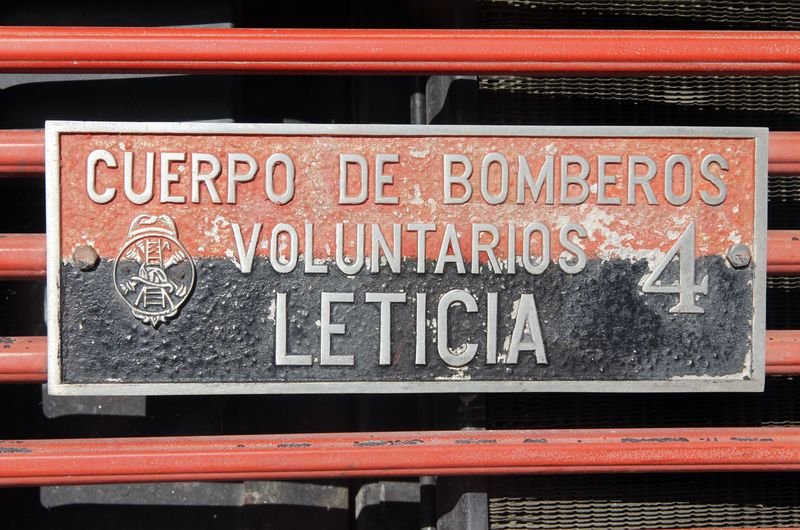 CUERPO DE BOMBEROS
VOLUNTARIOS
4
LETICIA